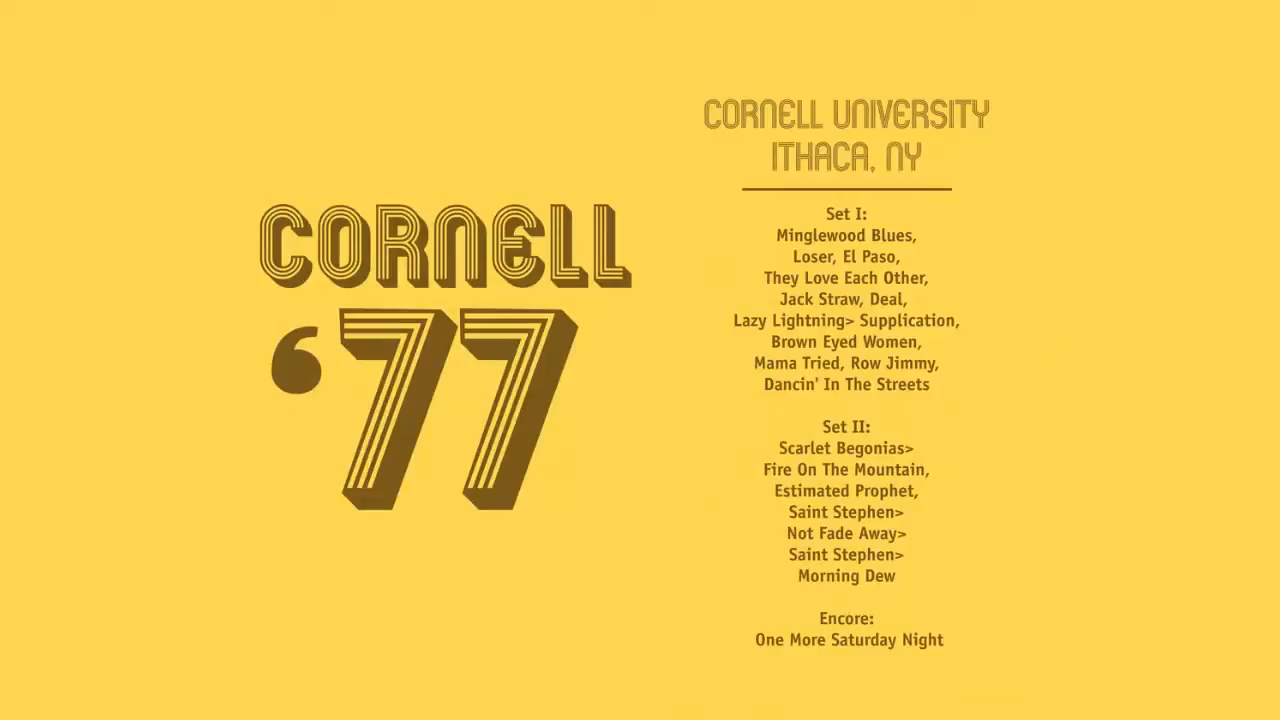 CORNELL
‘77
CORNELL UNIVERSITY
ITHACA, NY
Set I:
Minglewood Blues,
Loser, El Paso,
They Love Each Other,
Jack Straw, Deal,
Lazy Lightning> Supplication,
Brown Eyed Women,
Mama Tried, Row Jimmy,
Dancin' In The Streets
Set II:
Scarlet Begonias>
Fire On The Mountain,
Estimated Prophet,
Saint Stephen>
Not Fade Away>
Saint Stephen>
Morning Dew
Encore:
One More Saturday Night